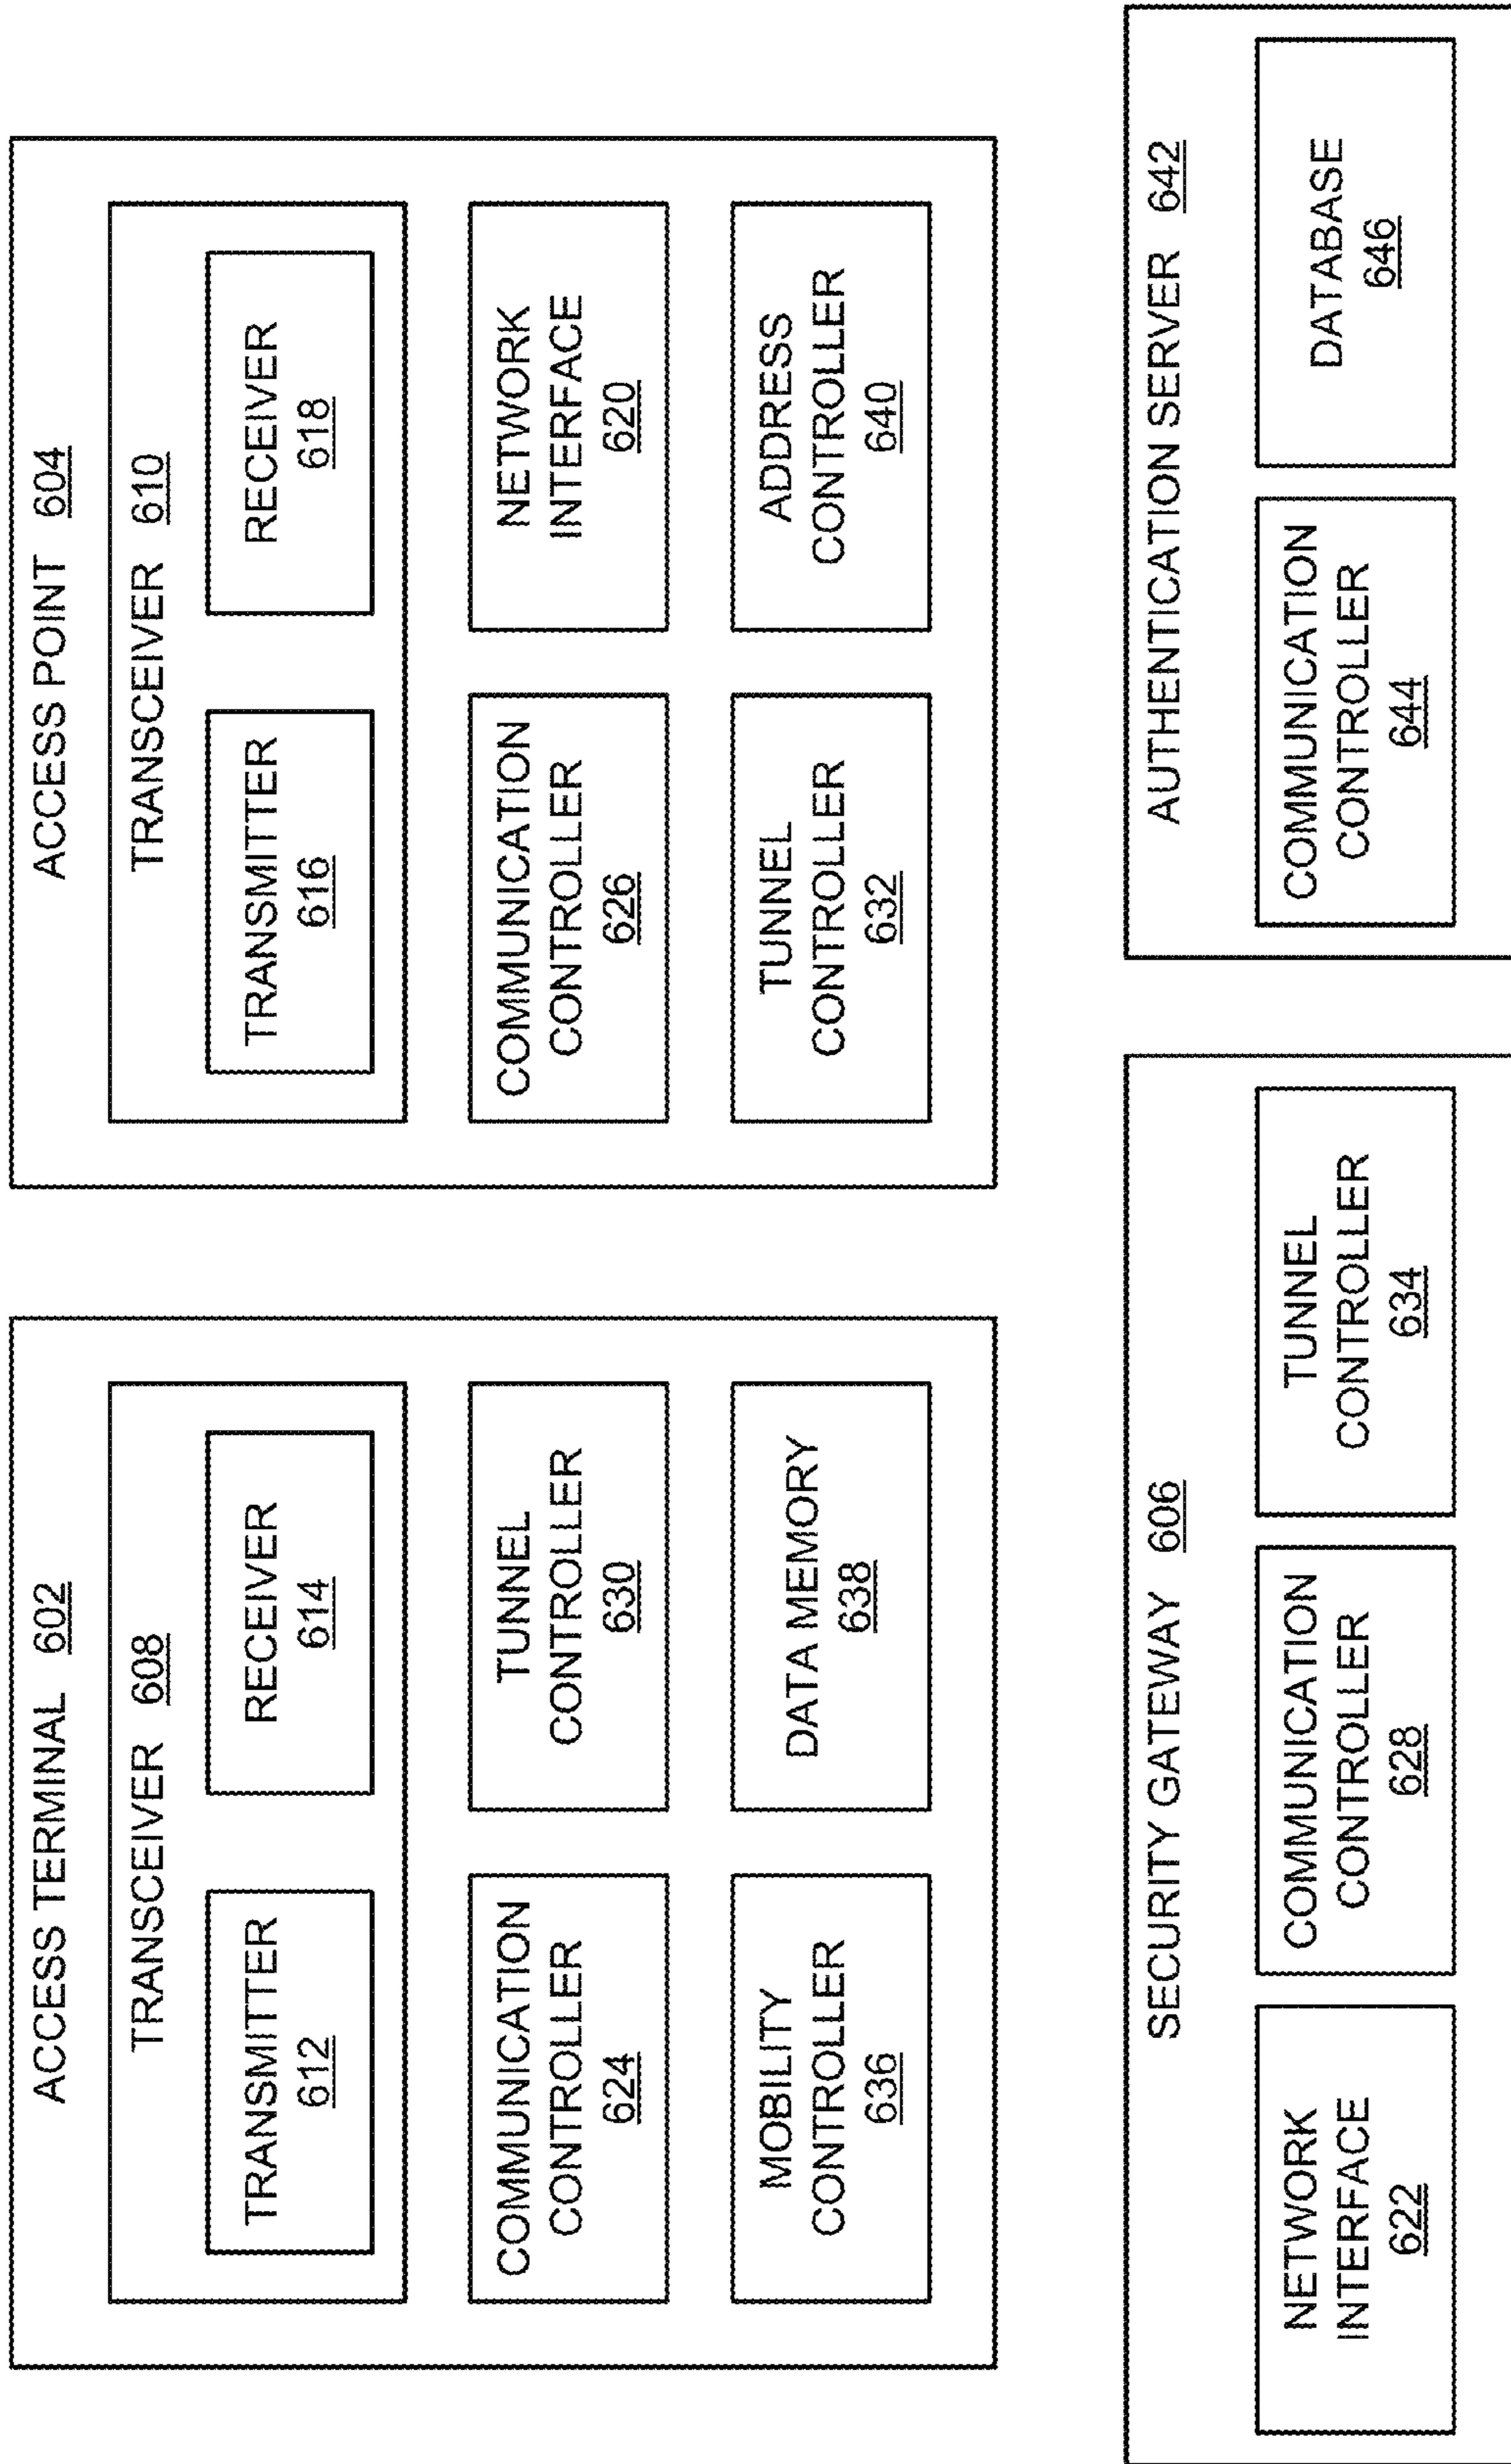 ACCESS TERMINAL 602
TRANSCEIVER 608
TRANSMITTER
612
RECEIVER
614
COMMUNICATION
CONTROLLER
624
TUNNEL
CONTROLLER
630
MOBILITY
CONTROLLER
636
DATA MEMORY
638
ACCESS POINT 604
TRANSCEIVER 610
TRANSMITTER
616
RECEIVER
618
COMMUNICATION
CONTROLLER
626
NETWORK
INTERFACE
620
TUNNEL
CONTROLLER
632
ADDRESS
CONTROLLER
640
SECURITY GATEWAY 606
NETWORK
INTERFACE
622
COMMUNICATION
CONTROLLER
628
TUNNEL
CONTROLLER
634
AUTHENTICATION SERVER 642
COMMUNICATION
CONTROLLER
644
DATABASE
646